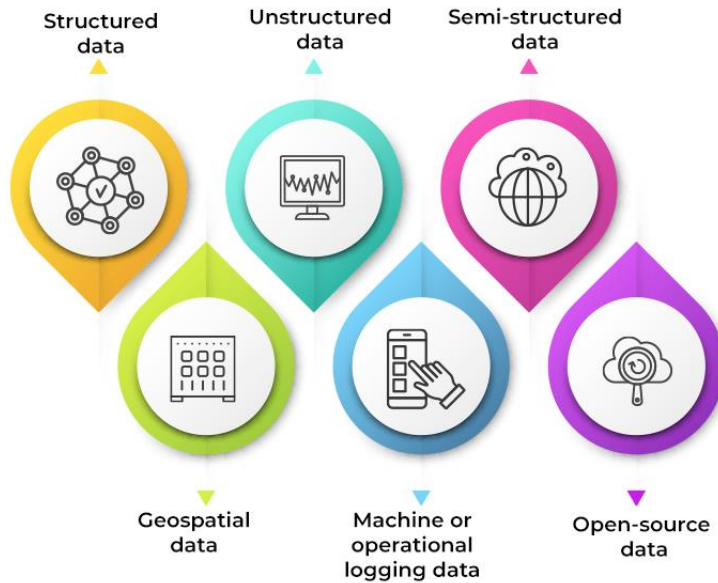 Structured
data
Unstructured
data
Semi-structured
data
Geospatial
data
Machine or
operational
logging data
Open-source
data